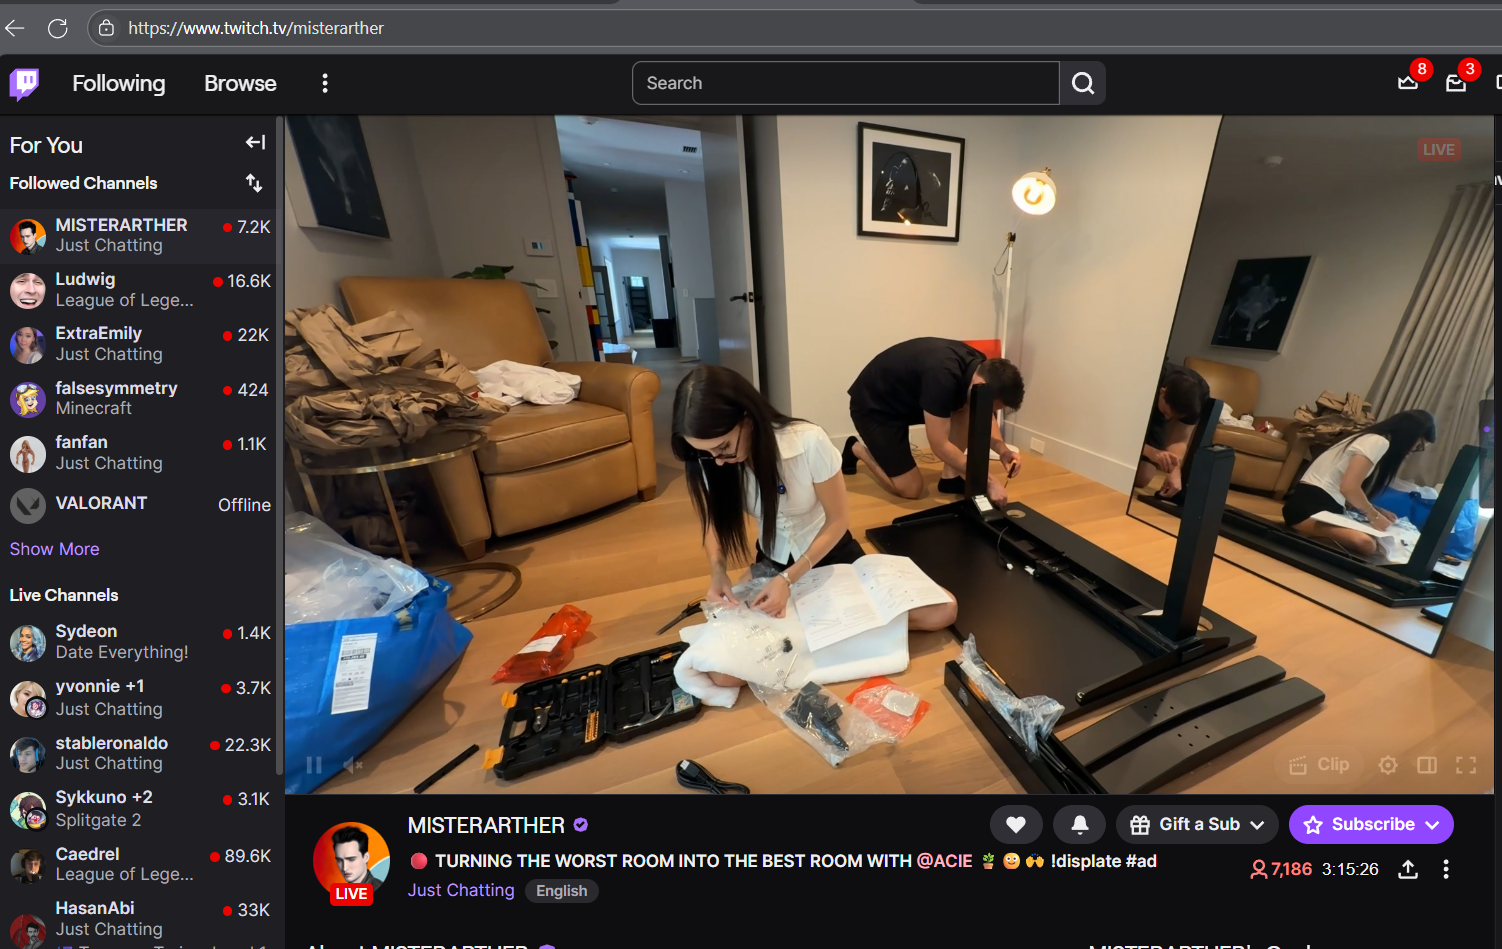 https://www.twitch.tv/misterarther
Following
Browse
Search
8
3
For You
Followed Channels
MISTERARTHER
7.2K
Just Chatting
Ludwig
16.6K
League of Lege...
ExtraEmily
22K
Just Chatting
falsesymmetry
424
Minecraft
fanfan
1.1K
Just Chatting
VALORANT
Offline
Show More
Live Channels
Sydeon
1.4K
Date Everything!
yvonnie +1
3.7K
Just Chatting
stableronaldo
22.3K
Just Chatting
Sykkuno +2
3.1K
Splitgate 2
Caedrel
89.6K
League of Lege...
HasanAbi
33K
Just Chatting
LIVE
Clip
MISTERARTHER
Gift a Sub
Subscribe
LIVE
🔴 TURNING THE WORST ROOM INTO THE BEST ROOM WITH @ACIE 🪴 😳 🙌 !displate #ad
7,186
3:15:26
Just Chatting
English
About MISTERARTHER